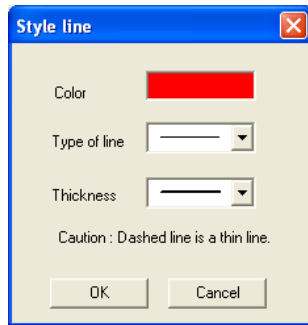 Style line
Color
Type of line
Thickness
Caution : Dashed line is a thin line.
OK
Cancel